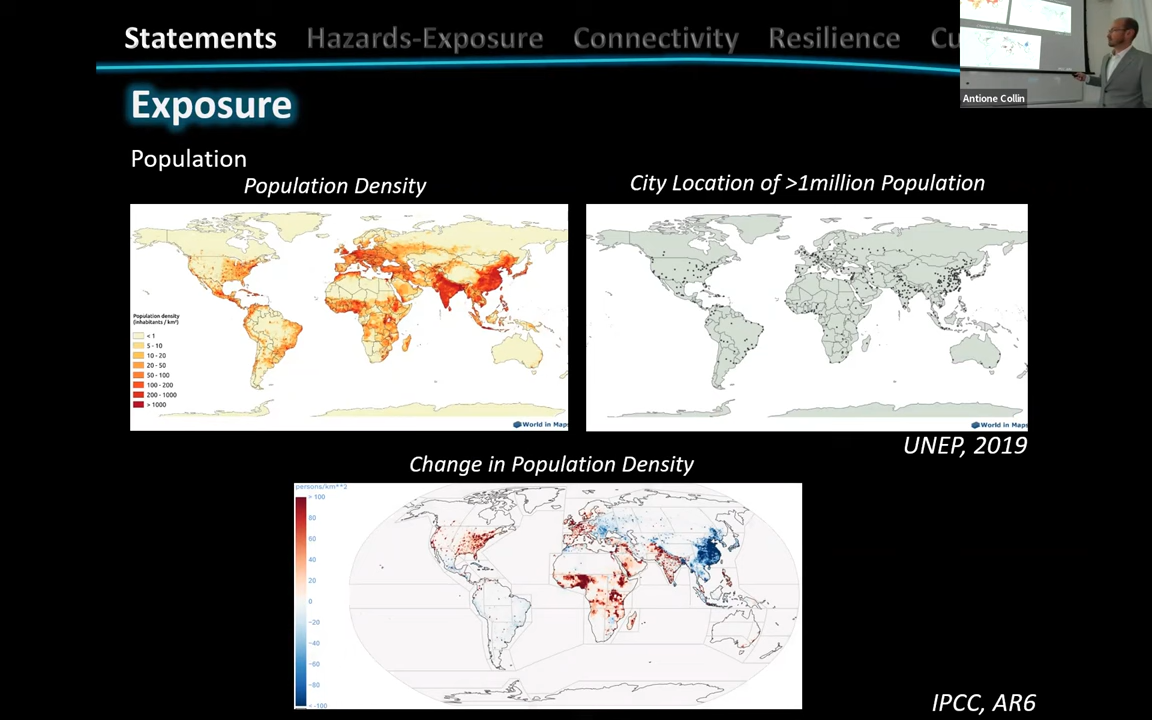 Statements Hazards-Exposure Connectivity Resilience Cu
Antione Collin
Exposure
Population
Population Density
City Location of >1million Population
Population density
(inhabitants / km²)
< 1
5 - 10
10 - 20
20 - 50
50 - 100
100 - 200
200 - 1000
> 1000
World in Maps
World in Maps
UNEP, 2019
Change in Population Density
persons/km**2
> 100
80
60
40
20
0
−20
−40
−60
−80
< -100
IPCC, AR6